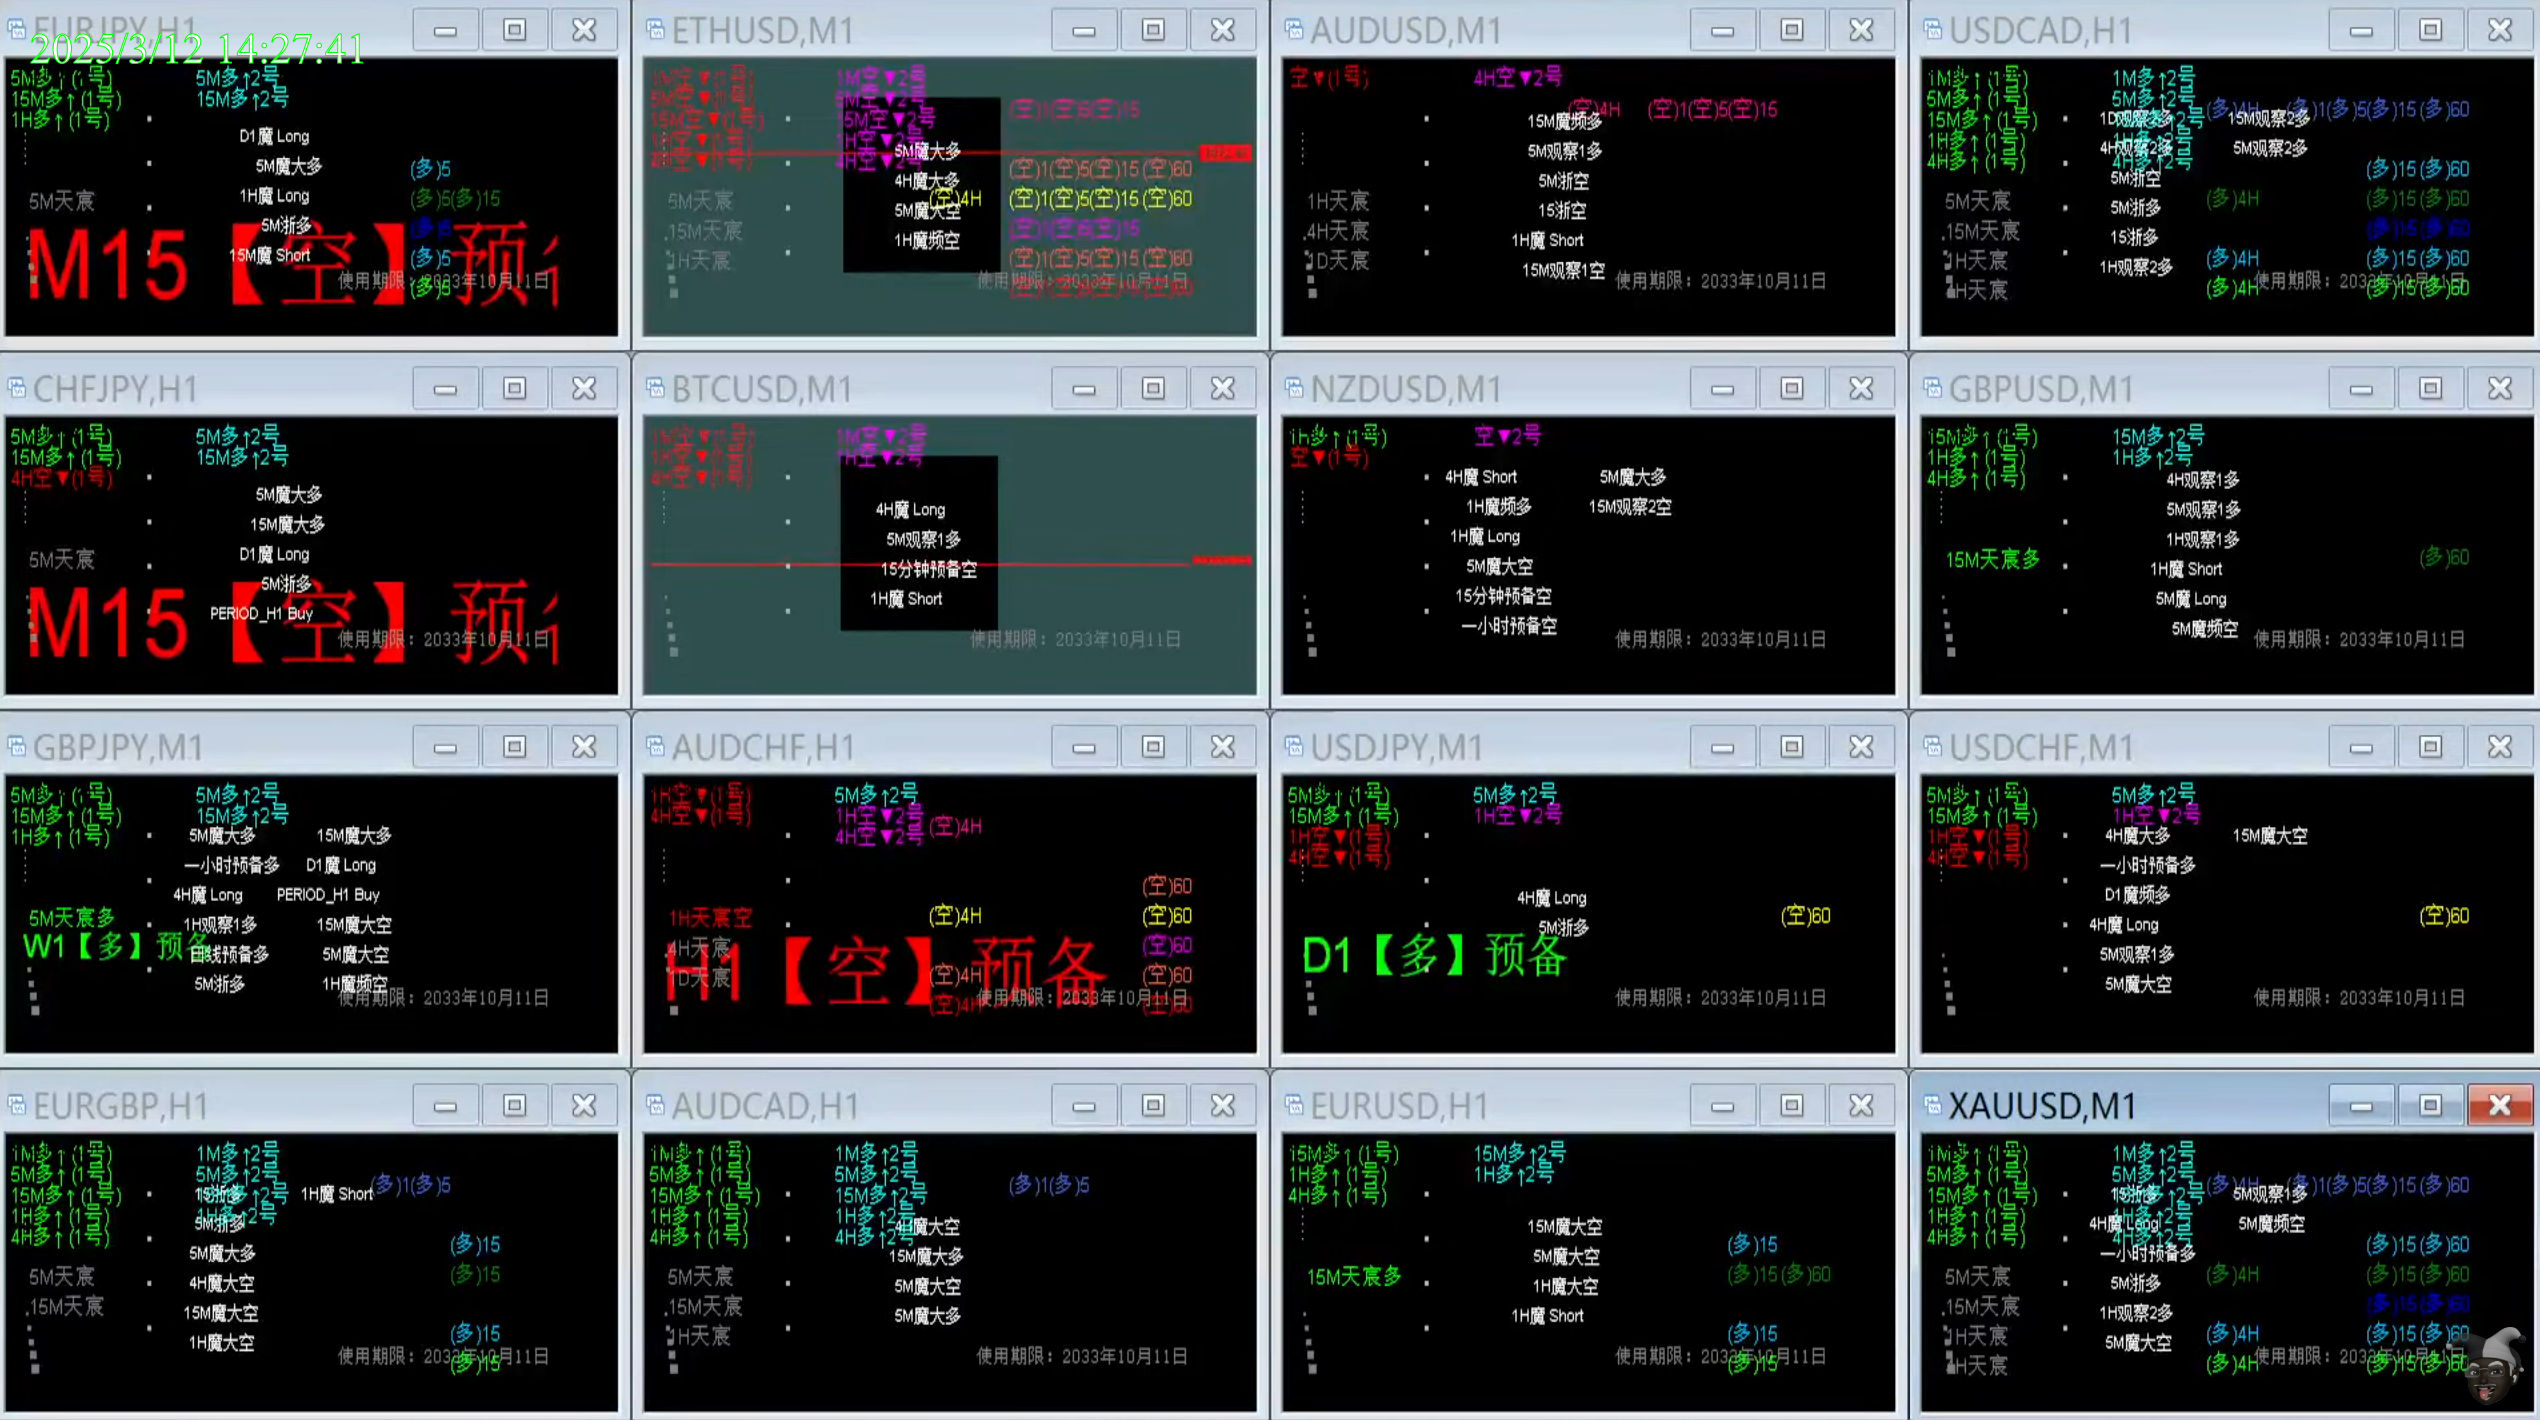 EURJPY,H1
2025/3/12 14:27:41
5M多↑(1号) 5M多↑2号
15M多↑(1号) 15M多↑2号
1H多↑(1号)
D1魔 Long
5M魔大多 (多)5
1H魔 Long (多)5(多)15
5M天宸
5M浙多 (多)5
15M魔 Short (多)5
M15【空】预
使用期限：2033年10月11日
(多)5
ETHUSD,M1
1M空▼(1号) 1M空▼2号
5M空▼(1号) 5M空▼2号
15M空▼(1号) 15M空▼2号
1H空▼(1号) 1H空▼2号
4H空▼(1号) 4H空▼2号
(空)1(空)5(空)15
5M魔大多
4H魔大多 (空)1(空)5(空)15(空)60
5M天宸 (空)4H (空)1(空)5(空)15(空)60
5M魔大空
.15M天宸 (空)1(空)5(空)15
1H魔频空
1H天宸 (空)1(空)5(空)15(空)60
使用期限：2033年10月11日
AUDUSD,M1
空▼(1号) 4H空▼2号
(空)4H (空)1(空)5(空)15
15M魔频多
5M观察1多
5M浙空
1H天宸 15浙空
.4H天宸 1H魔 Short
1D天宸 15M观察1空
使用期限：2033年10月11日
USDCAD,H1
1M多↑(1号) 1M多↑2号
5M多↑(1号) 5M多↑2号
15M多↑(1号)
1H多↑(1号)
4H多↑(1号) 4H多↑2号
(多)4H (多)1(多)5(多)15(多)60
1D观察2多 15M观察2多
4H观察2多 5M观察2多
5M浙空 (多)15(多)60
5M天宸 5M浙多 (多)4H (多)15(多)60
.15M天宸 15浙多 (多)15(多)60
1H天宸 1H观察2多 (多)4H (多)15(多)60
4H天宸 (多)4H (多)15(多)60
使用期限：2033年10月11日
CHFJPY,H1
5M多↑(1号) 5M多↑2号
15M多↑(1号) 15M多↑2号
4H空▼(1号)
5M魔大多
15M魔大多
5M天宸 D1魔 Long
5M浙多
PERIOD_H1 Buy
M15【空】预
使用期限：2033年10月11日
BTCUSD,M1
1M空▼(1号) 1M空▼2号
1H空▼(1号) 1H空▼2号
4H空▼(1号)
4H魔 Long
5M观察1多
15分钟预备空
1H魔 Short
使用期限：2033年10月11日
NZDUSD,M1
1H多↑(1号) 空▼2号
空▼(1号)
4H魔 Short 5M魔大多
1H魔频多 15M观察2空
1H魔 Long
5M魔大空
15分钟预备空
一小时预备空
使用期限：2033年10月11日
GBPUSD,M1
15M多↑(1号) 15M多↑2号
1H多↑(1号) 1H多↑2号
4H多↑(1号)
4H观察1多
5M观察1多
1H观察1多
15M天宸多 (多)60
1H魔 Short
5M魔 Long
5M魔频空
使用期限：2033年10月11日
GBPJPY,M1
5M多↑(1号) 5M多↑2号
15M多↑(1号) 15M多↑2号
1H多↑(1号)
5M魔大多 15M魔大多
一小时预备多 D1魔 Long
4H魔 Long PERIOD_H1 Buy
5M天宸多 1H观察1多 15M魔大空
W1【多】预备
日线预备多 5M魔大空
5M浙多 1H魔频空
使用期限：2033年10月11日
AUDCHF,H1
1H空▼(1号) 5M多↑2号
4H空▼(1号) 1H空▼2号
4H空▼2号 (空)4H
(空)60
1H天宸空 (空)4H (空)60
4H天宸 (空)60
H1【空】预备
1D天宸 (空)4H (空)60
(空)4H (空)60
使用期限：2033年10月11日
USDJPY,M1
5M多↑(1号) 5M多↑2号
15M多↑(1号) 1H空▼2号
1H空▼(1号)
4H空▼(1号)
4H魔 Long
5M浙多 (空)60
D1【多】预备
使用期限：2033年10月11日
USDCHF,M1
5M多↑(1号) 5M多↑2号
15M多↑(1号) 1H空▼2号
1H空▼(1号)
4H空▼(1号)
4H魔大多 15M魔大空
一小时预备多
D1魔频多
4H魔 Long (空)60
5M观察1多
5M魔大空
使用期限：2033年10月11日
EURGBP,H1
1M多↑(1号) 1M多↑2号
5M多↑(1号) 5M多↑2号
15M多↑(1号) 15M多↑2号
1H多↑(1号) 1H多↑2号
4H多↑(1号)
15浙多 1H魔 Short (多)1(多)5
5M浙多
5M魔大多 (多)15
5M天宸 4H魔大空 (多)15
.15M天宸 15M魔大空
1H魔大空 (多)15
使用期限：2033年10月11日
(多)15
AUDCAD,H1
1M多↑(1号) 1M多↑2号
5M多↑(1号) 5M多↑2号
15M多↑(1号) 15M多↑2号
1H多↑(1号) 1H多↑2号
4H多↑(1号) 4H多↑2号
(多)1(多)5
4H魔大空
15M魔大多
5M天宸 5M魔大空
.15M天宸 5M魔大多
1H天宸
使用期限：2033年10月11日
EURUSD,H1
15M多↑(1号) 15M多↑2号
1H多↑(1号) 1H多↑2号
4H多↑(1号)
15M魔大空
5M魔大空 (多)15
15M天宸多 1H魔大空 (多)15(多)60
1H魔 Short
(多)15
使用期限：2033年10月11日
(多)15
XAUUSD,M1
1M多↑(1号) 1M多↑2号
5M多↑(1号) 5M多↑2号
15M多↑(1号)
1H多↑(1号) 1H多↑2号
4H多↑(1号) 4H多↑2号
(多)4H (多)1(多)5(多)15(多)60
15浙多 5M观察1多
4H魔 Long 5M魔频空
一小时预备多 (多)15(多)60
5M天宸 5M浙多 (多)4H (多)15(多)60
.15M天宸 1H观察2多 (多)15(多)60
1H天宸 5M魔大空 (多)4H (多)15(多)60
4H天宸 (多)4H (多)15(多)60
使用期限：2033年10月11日